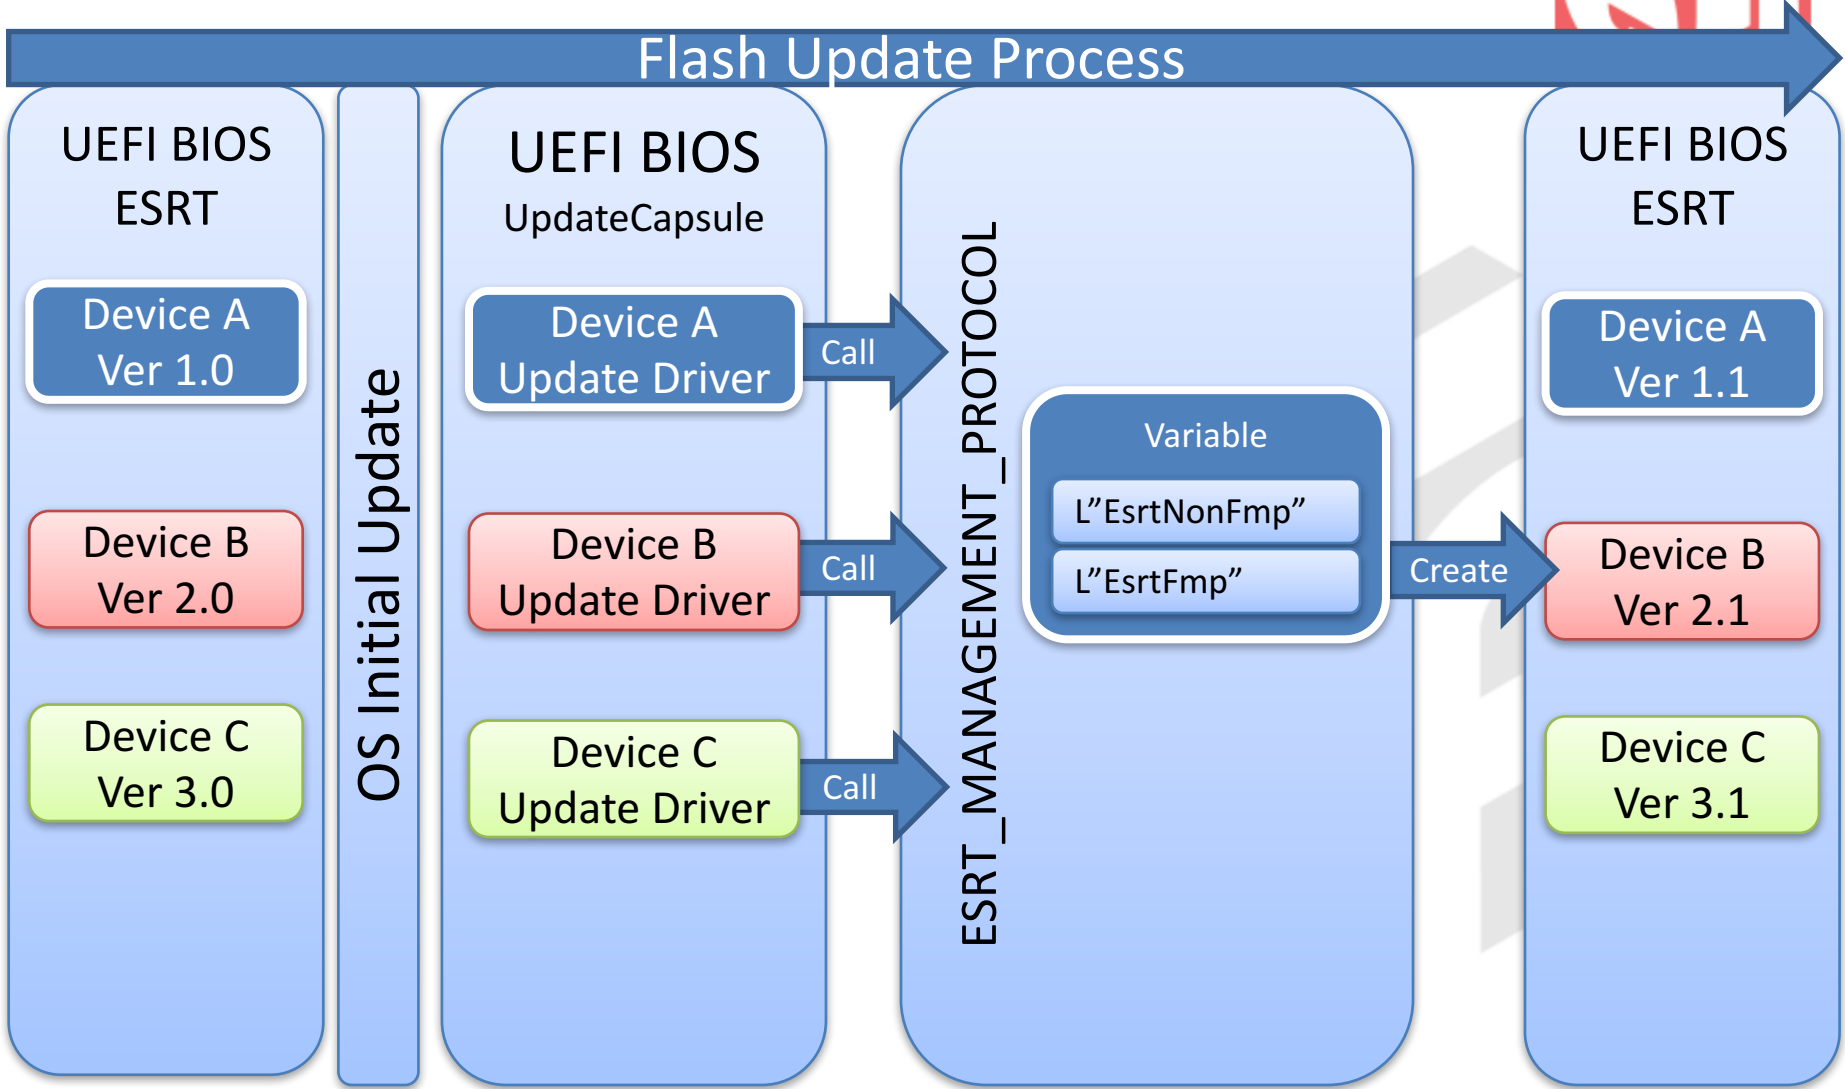 Flash Update Process
UEFI BIOS
ESRT
Device A
Ver 1.0
Device B
Ver 2.0
Device C
Ver 3.0
OS Initial Update
UEFI BIOS
UpdateCapsule
Device A
Update Driver
Device B
Update Driver
Device C
Update Driver
Call
Call
Call
ESRT_MANAGEMENT_PROTOCOL
Variable
L”EsrtNonFmp”
L”EsrtFmp”
Create
UEFI BIOS
ESRT
Device A
Ver 1.1
Device B
Ver 2.1
Device C
Ver 3.1